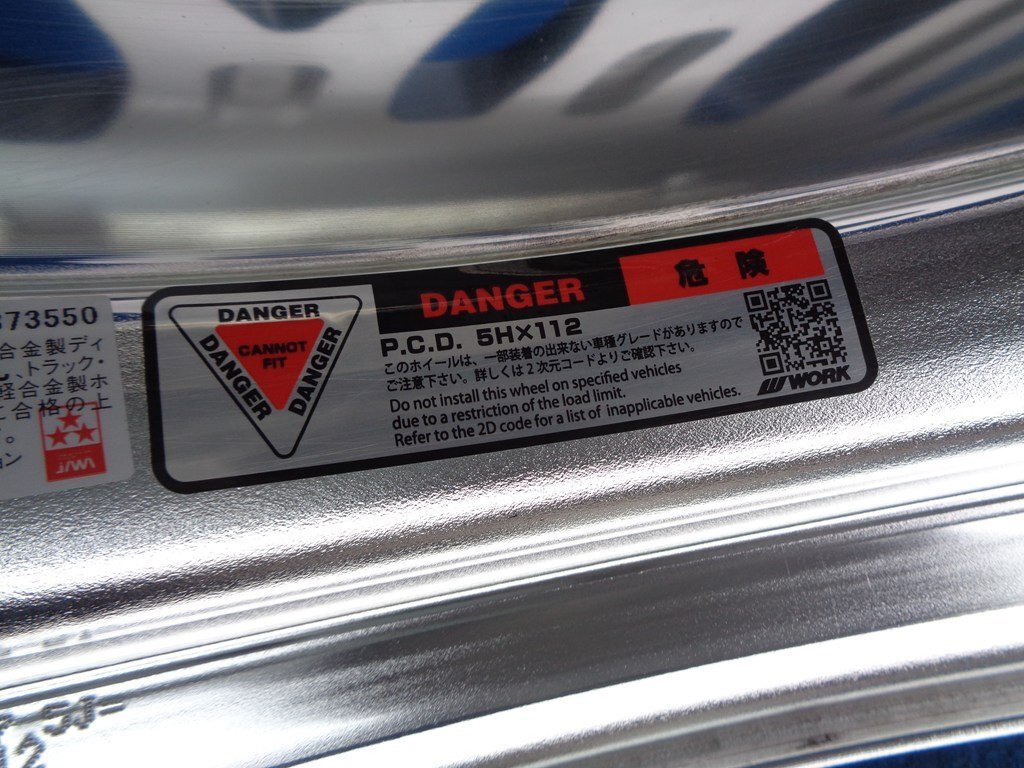 373550
合金製ディ
トラック・
軽合金製ホ
合格の上
。
ョン
JWL
DANGER
DANGER
DANGER
CANNOT
FIT
DANGER
危険
P.C.D. 5H×112
このホイールは、一部装着の出来ない車種グレードがありますので
ご注意下さい。詳しくは2次元コードよりご確認下さい。
Do not install this wheel on specified vehicles
due to a restriction of the load limit.
Refer to the 2D code for a list of inapplicable vehicles.
WORK